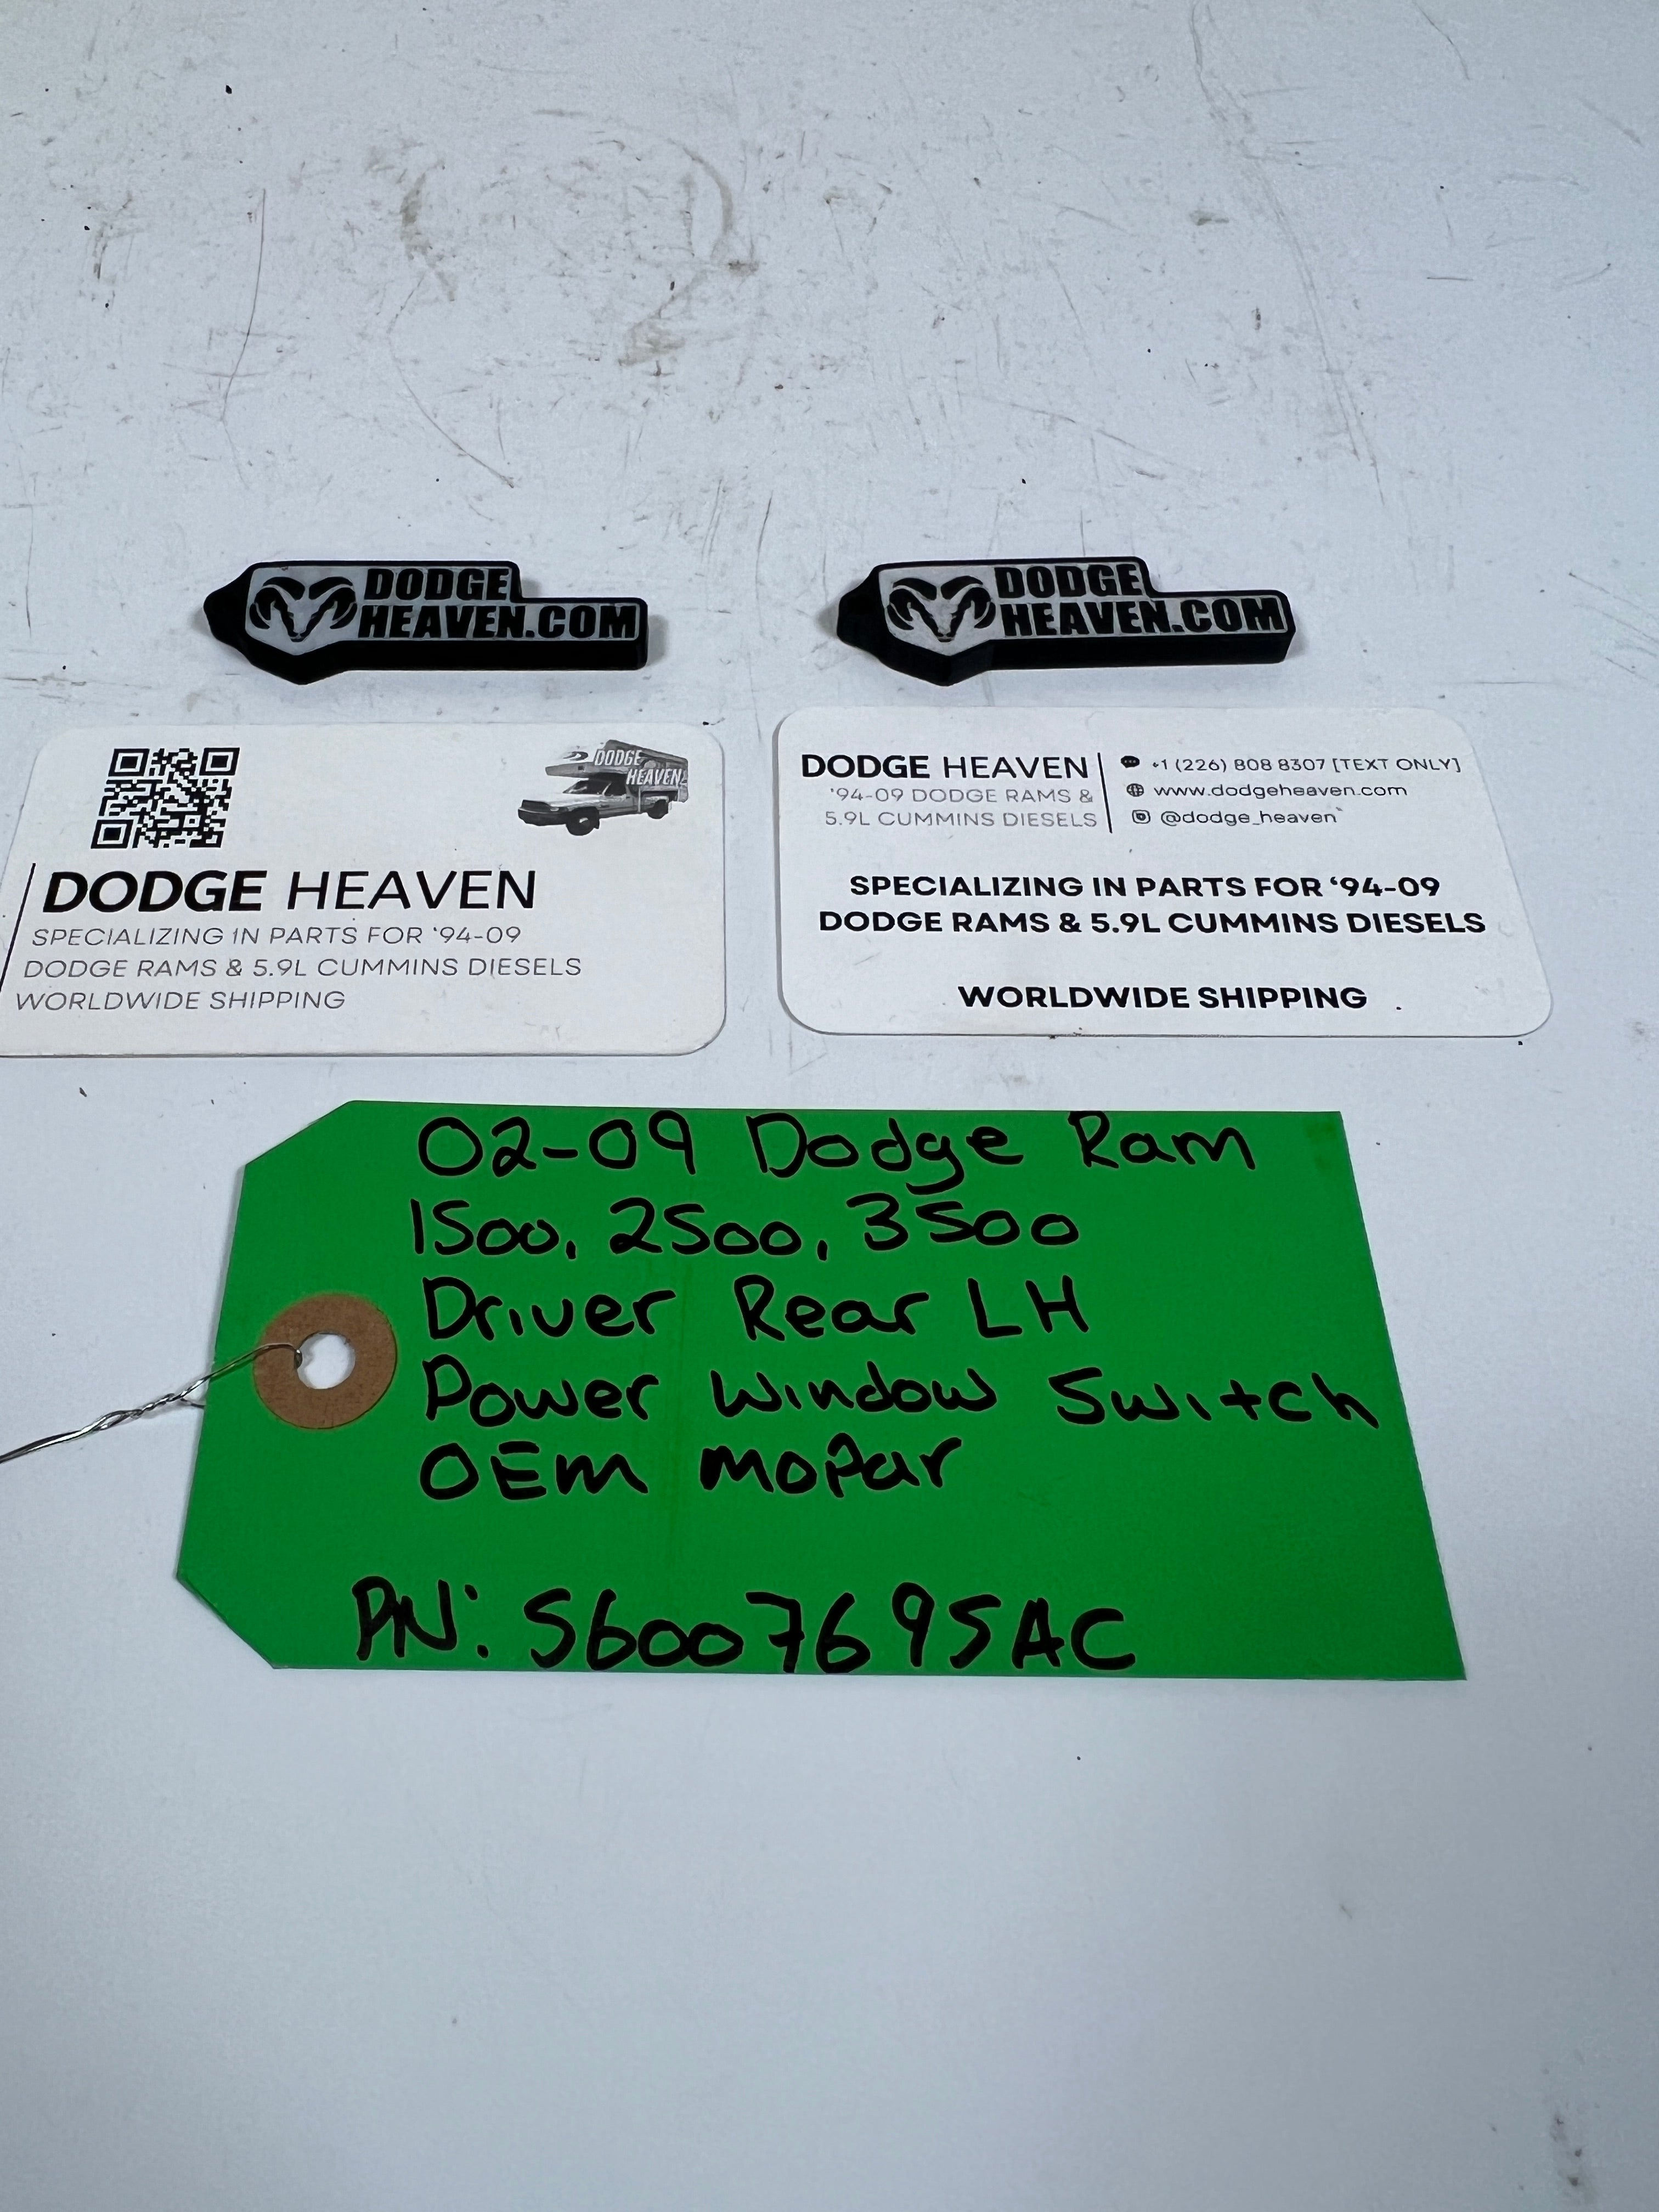 DODGE
HEAVEN.COM
DODGE
HEAVEN.COM
DODGE
HEAVEN
DODGE HEAVEN
SPECIALIZING IN PARTS FOR ‘94-09
DODGE RAMS & 5.9L CUMMINS DIESELS
WORLDWIDE SHIPPING
DODGE HEAVEN
'94-09 DODGE RAMS &
5.9L CUMMINS DIESELS
+1 (226) 808 8307 [TEXT ONLY]
www.dodgeheaven.com
@dodge_heaven
SPECIALIZING IN PARTS FOR ‘94-09
DODGE RAMS & 5.9L CUMMINS DIESELS
WORLDWIDE SHIPPING
02-09 Dodge Ram
1500, 2500, 3500
Driver Rear LH
Power Window Switch
OEM MOPar
PN: 56007695AC